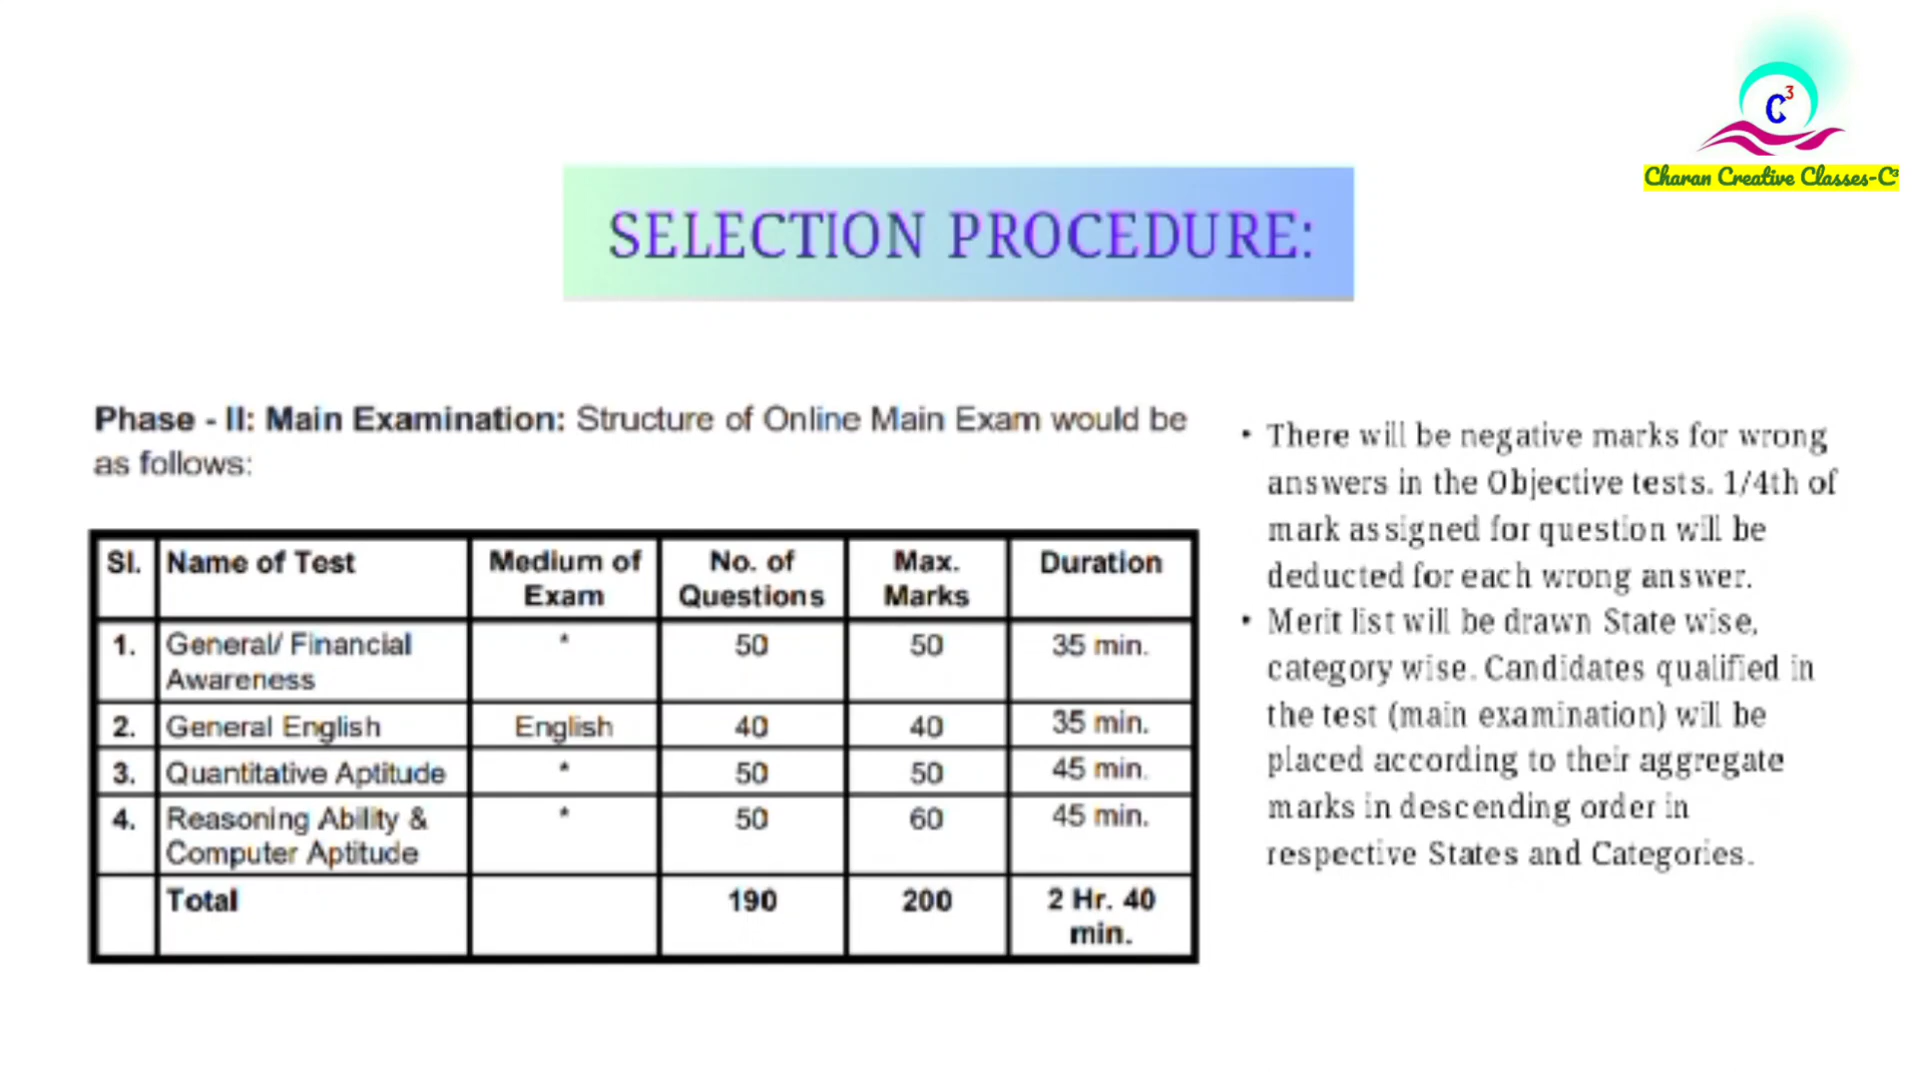 C³
Charan Creative Classes-C³
SELECTION PROCEDURE:
Phase - II: Main Examination: Structure of Online Main Exam would be
as follows:
Sl. Name of Test Medium of Exam No. of Questions Max. Marks Duration
1. General/ Financial Awareness * 50 50 35 min.
2. General English English 40 40 35 min.
3. Quantitative Aptitude * 50 50 45 min.
4. Reasoning Ability & Computer Aptitude * 50 60 45 min.
Total 190 200 2 Hr. 40 min.
• There will be negative marks for wrong
answers in the Objective tests. 1/4th of
mark assigned for question will be
deducted for each wrong answer.
• Merit list will be drawn State wise,
category wise. Candidates qualified in
the test (main examination) will be
placed according to their aggregate
marks in descending order in
respective States and Categories.